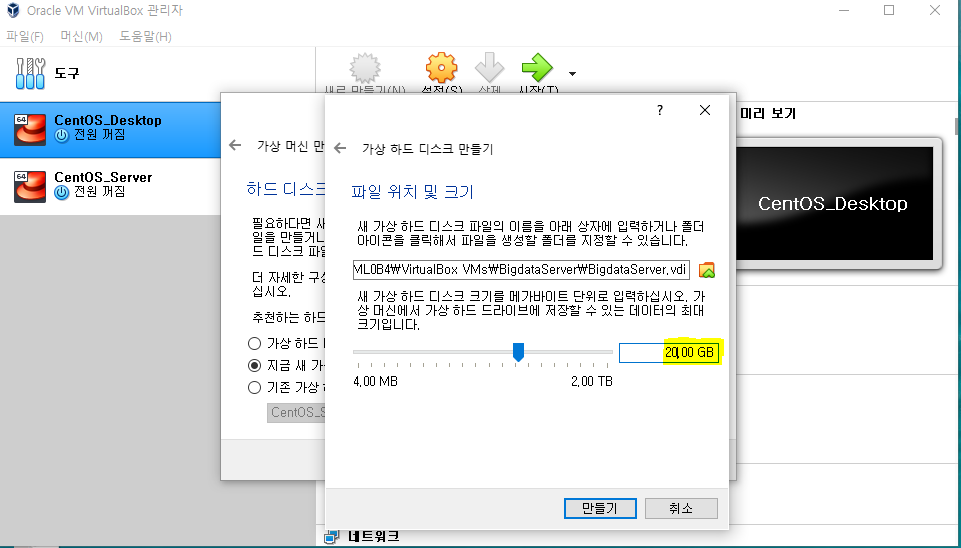 Oracle VM VirtualBox 관리자
파일(F) 머신(M) 도움말(H)
도구
새로 만들기(N) 설정(S) 삭제 시작(T)
64 CentOS_Desktop
전원 꺼짐
64 CentOS_Server
전원 꺼짐
미리 보기
CentOS_Desktop
가상 머신 만
하드 디스크
필요하다면 새
일을 만들거나
드 디스크 파일
더 자세한 구성
십시오.
추천하는 하드
가상 하드
지금 새 가
기존 가상
CentOS_S
?
가상 하드 디스크 만들기
파일 위치 및 크기
새 가상 하드 디스크 파일의 이름을 아래 상자에 입력하거나 폴더
아이콘을 클릭해서 파일을 생성할 폴더를 지정할 수 있습니다.
ML0B4₩VirtualBox VMs₩BigdataServer₩BigdataServer.vdi
새 가상 하드 디스크 크기를 메가바이트 단위로 입력하십시오. 가
상 머신에서 가상 하드 드라이브에 저장할 수 있는 데이터의 최대
크기입니다.
20.00 GB
4.00 MB 2.00 TB
만들기 취소
네트워크